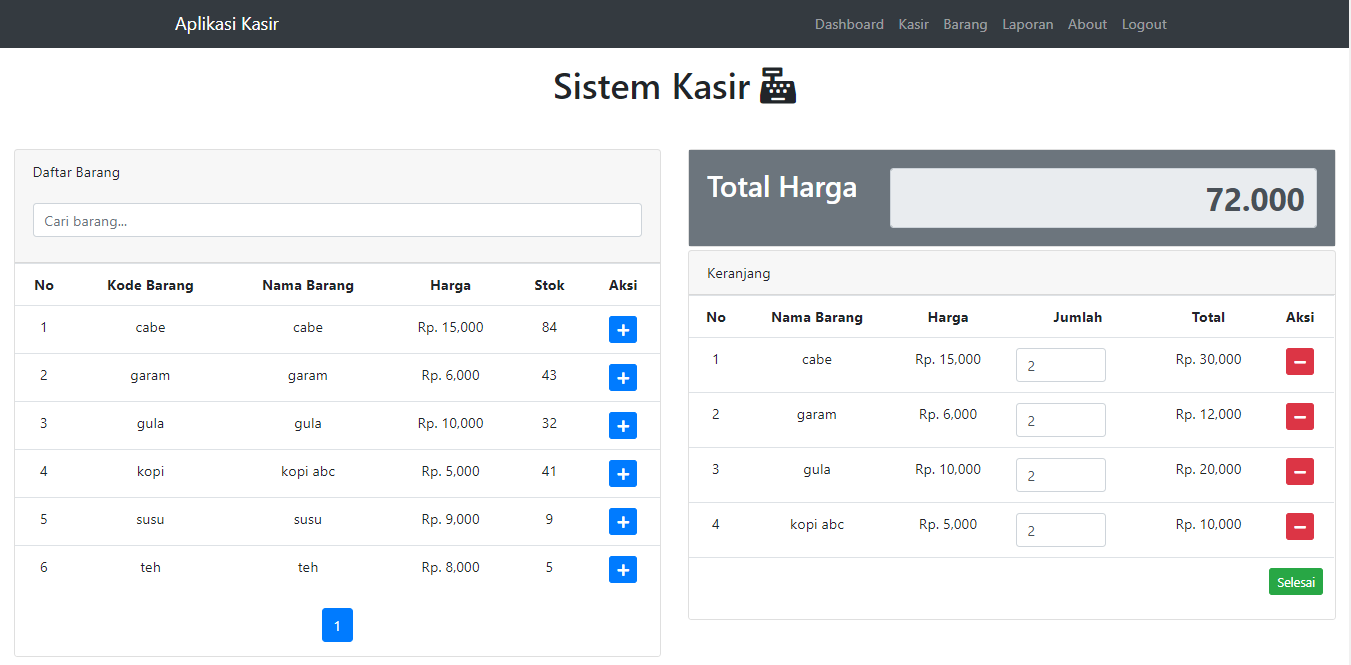 Aplikasi Kasir
Dashboard Kasir Barang Laporan About Logout
Sistem Kasir
Daftar Barang
Cari barang...
No Kode Barang Nama Barang Harga Stok Aksi
1 cabe cabe Rp. 15,000 84
2 garam garam Rp. 6,000 43
3 gula gula Rp. 10,000 32
4 kopi kopi abc Rp. 5,000 41
5 susu susu Rp. 9,000 9
6 teh teh Rp. 8,000 5
1
Total Harga 72.000
Keranjang
No Nama Barang Harga Jumlah Total Aksi
1 cabe Rp. 15,000 2 Rp. 30,000
2 garam Rp. 6,000 2 Rp. 12,000
3 gula Rp. 10,000 2 Rp. 20,000
4 kopi abc Rp. 5,000 2 Rp. 10,000
Selesai